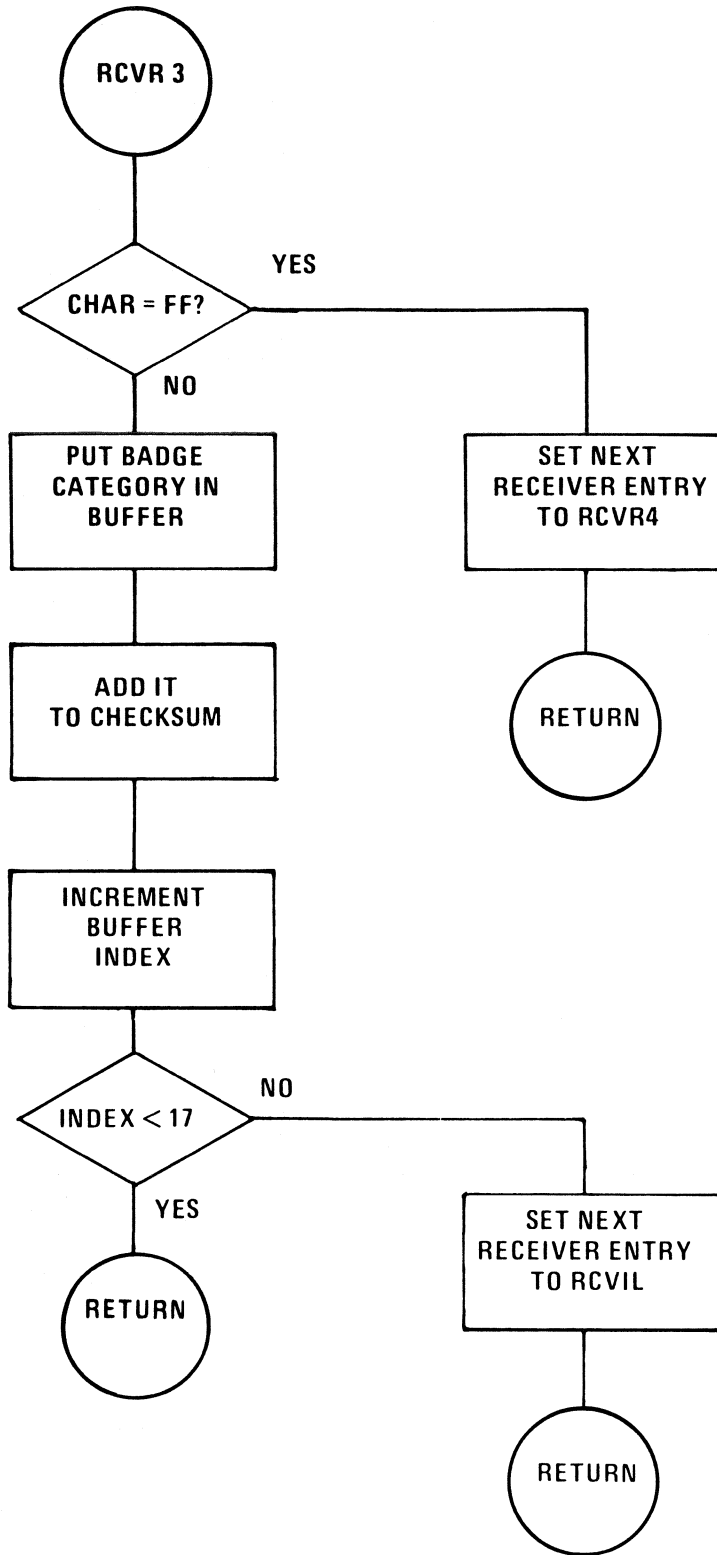 RCVR 3
CHAR = FF?
YES
NO
PUT BADGE
CATEGORY IN
BUFFER
SET NEXT
RECEIVER ENTRY
TO RCVR4
ADD IT
TO CHECKSUM
RETURN
INCREMENT
BUFFER
INDEX
INDEX < 17
NO
YES
SET NEXT
RECEIVER ENTRY
TO RCVIL
RETURN
RETURN